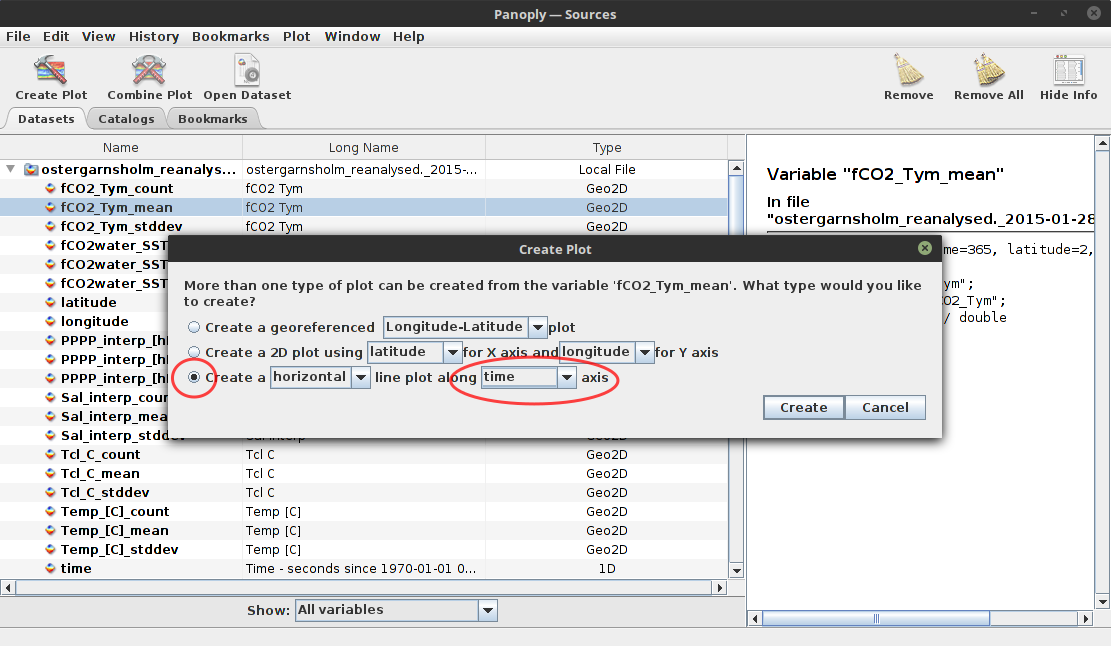 Panoply — Sources
File Edit View History Bookmarks Plot Window Help
Create Plot Combine Plot Open Dataset Remove Remove All Hide Info
Datasets Catalogs Bookmarks
Name Long Name Type
ostergarnsholm_reanalys... ostergarnsholm_reanalysed._2015-... Local File
fCO2_Tym_count fCO2 Tym Geo2D
fCO2_Tym_mean fCO2 Tym Geo2D
fCO2_Tym_stddev fCO2 Tym Geo2D
fCO2water_SST
fCO2water_SST
fCO2water_SST
latitude
longitude
PPPP_interp_[h
PPPP_interp_[h
PPPP_interp_[h
Sal_interp_coun
Sal_interp_mea
Sal_interp_stddev Sal interp Geo2D
Tcl_C_count Tcl C Geo2D
Tcl_C_mean Tcl C Geo2D
Tcl_C_stddev Tcl C Geo2D
Temp_[C]_count Temp [C] Geo2D
Temp_[C]_mean Temp [C] Geo2D
Temp_[C]_stddev Temp [C] Geo2D
time Time - seconds since 1970-01-01 0... 1D
Show: All variables
Variable "fCO2_Tym_mean"
In file
"ostergarnsholm_reanalysed._2015-01-28
me=365, latitude=2,
ym";
O2_Tym";
/ double
Create Plot
More than one type of plot can be created from the variable 'fCO2_Tym_mean'. What type would you like
to create?
Create a georeferenced Longitude-Latitude plot
Create a 2D plot using latitude for X axis and longitude for Y axis
Create a horizontal line plot along time axis
Create Cancel